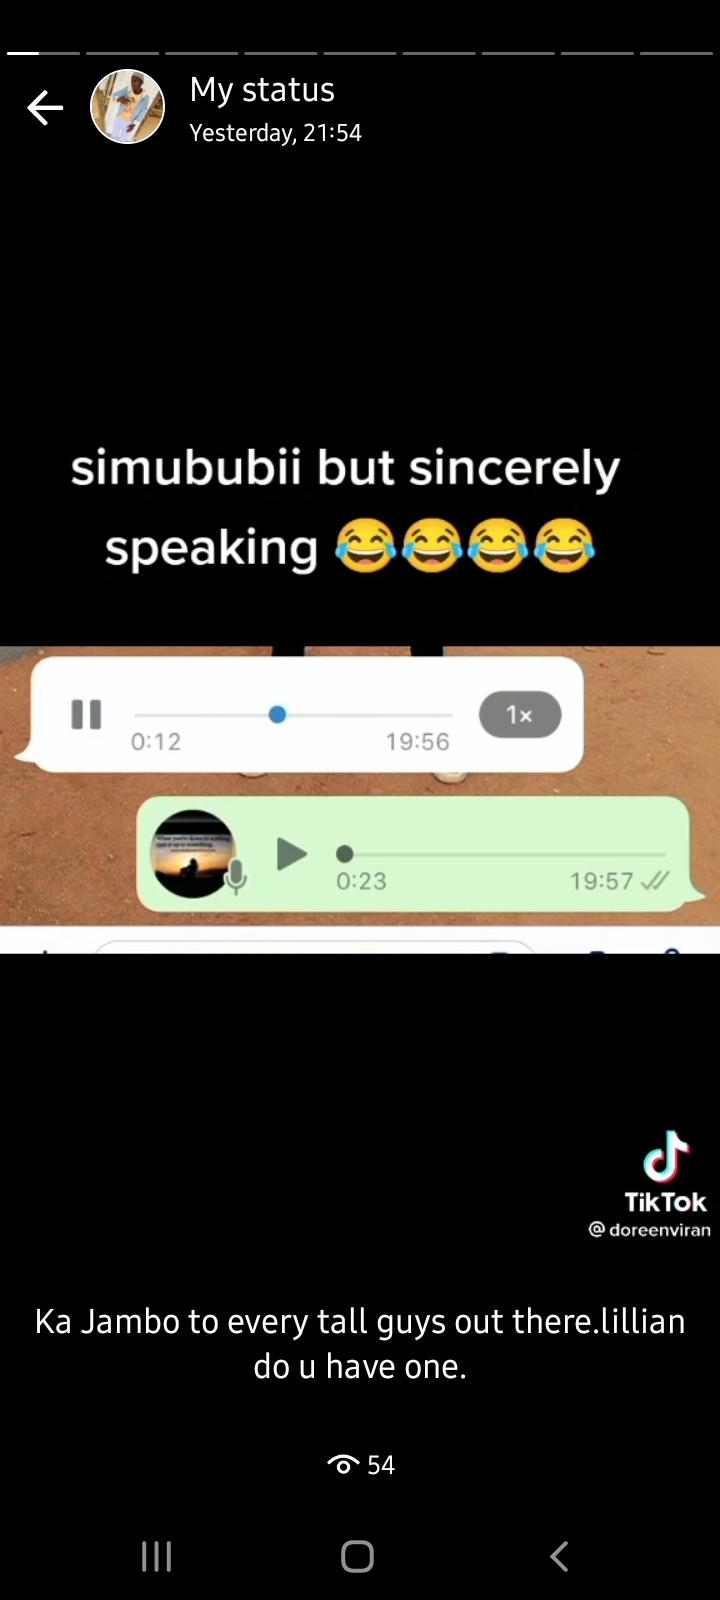 My status
Yesterday, 21:54
simububii but sincerely
speaking 😂😂😂😂
1×
0:12 19:56
0:23 19:57
TikTok
@doreenviran
Ka Jambo to every tall guys out there.lillian
do u have one.
54